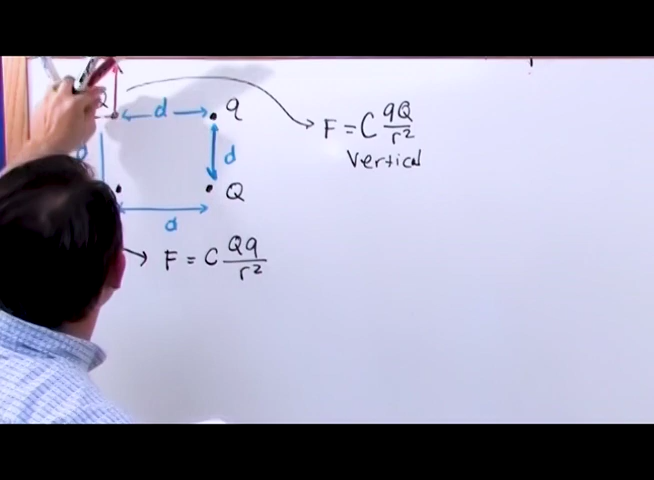 Q d q
F = C qQ/r²
Vertical
d
Q
d
F = C Qq/r²